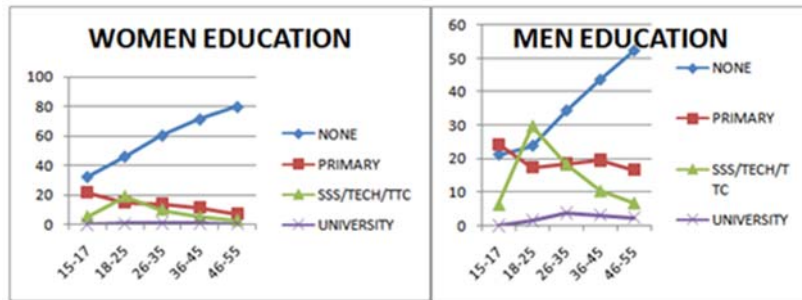 WOMEN EDUCATION
100
80
60
40
20
0
15-17
18-25
26-35
36-45
46-55
NONE
PRIMARY
SSS/TECH/TTC
UNIVERSITY
MEN EDUCATION
60
50
40
30
20
10
0
15-17
18-25
26-35
36-45
46-55
NONE
PRIMARY
SSS/TECH/T
TC
UNIVERSITY